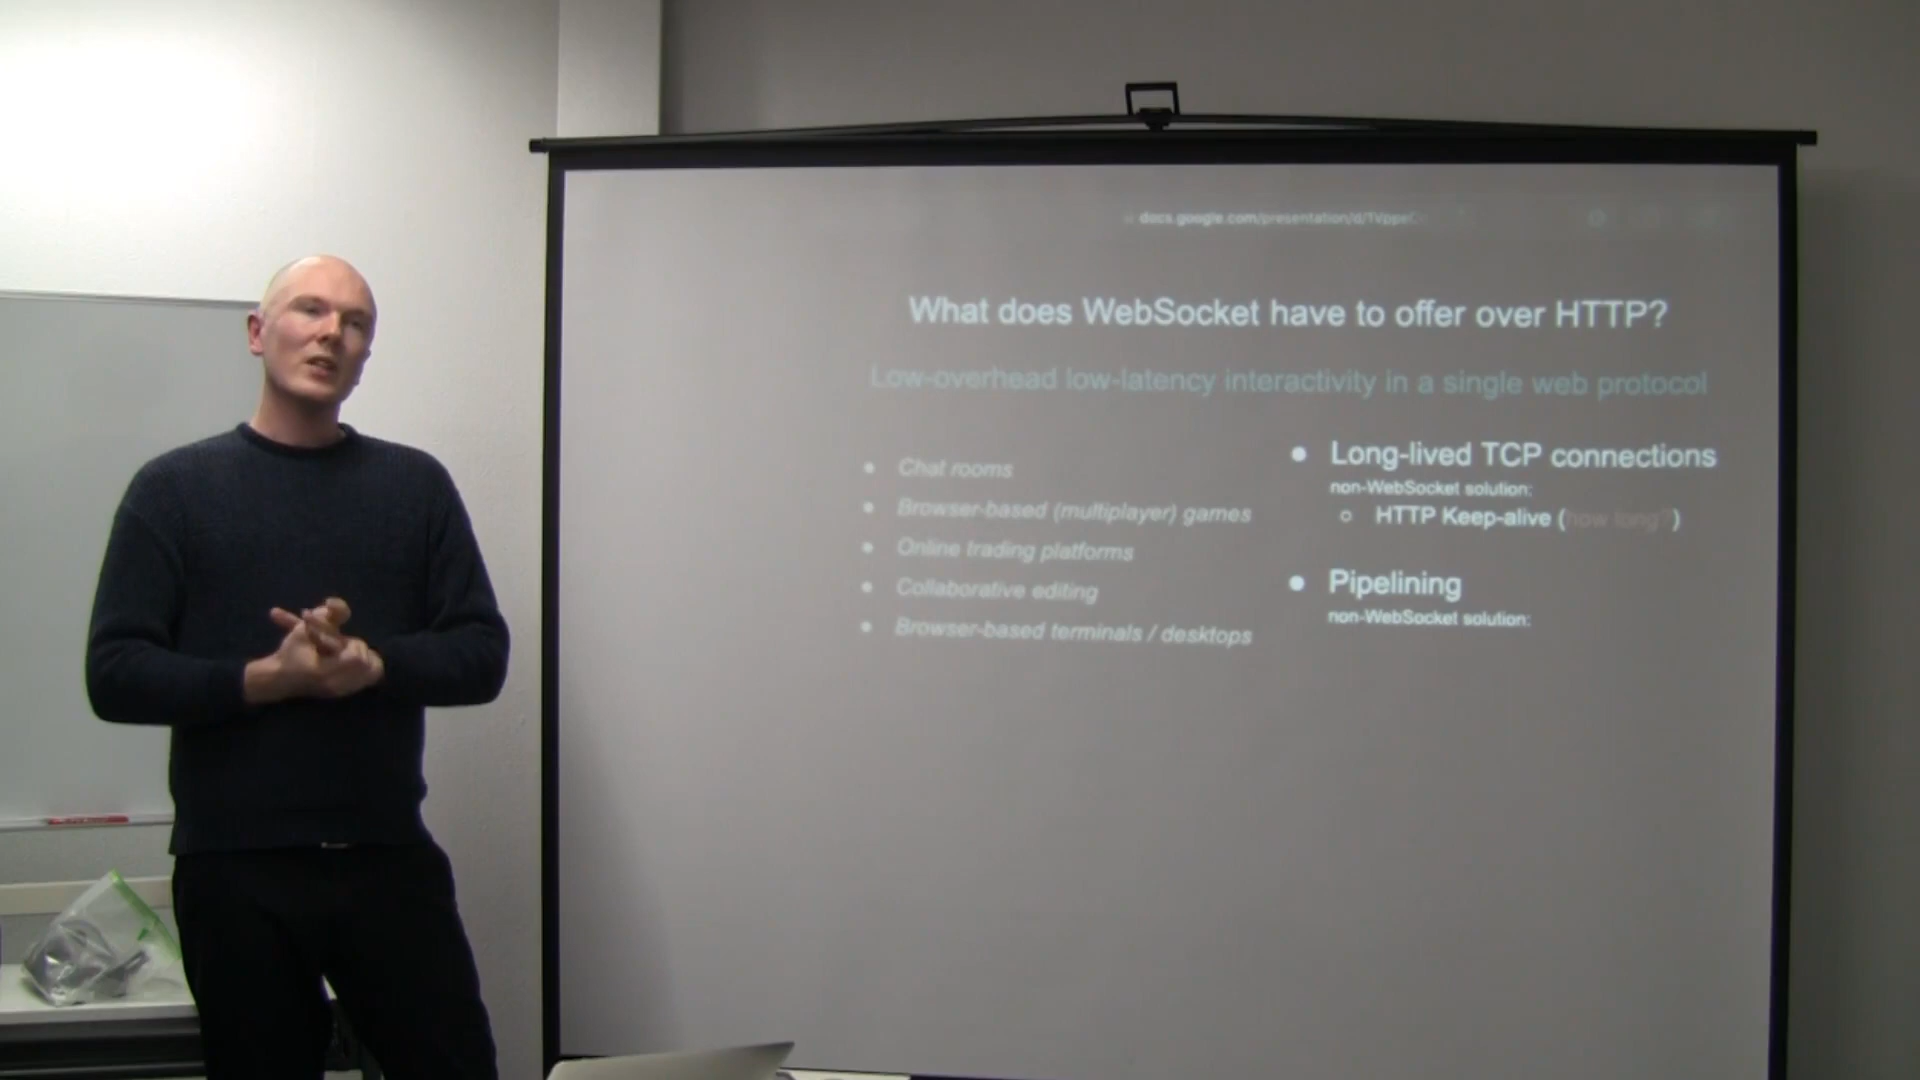 docs.google.com/presentation/d/
What does WebSocket have to offer over HTTP?
Low-overhead low-latency interactivity in a single web protocol
• Chat rooms
• Browser-based (multiplayer) games
• Online trading platforms
• Collaborative editing
• Browser-based terminals / desktops
• Long-lived TCP connections
non-WebSocket solution:
○ HTTP Keep-alive (how long?)
• Pipelining
non-WebSocket solution: